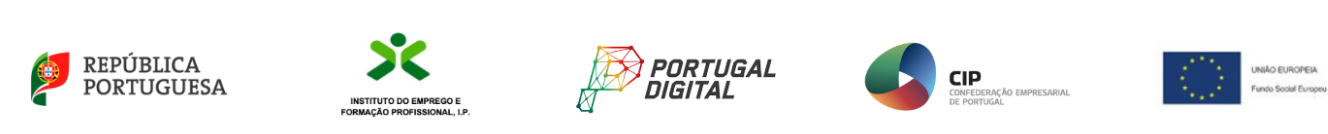 REPÚBLICA
PORTUGUESA
INSTITUTO DO EMPREGO E
FORMAÇÃO PROFISSIONAL, I.P.
PORTUGAL
DIGITAL
CIP
CONFEDERAÇÃO EMPRESARIAL
DE PORTUGAL
UNIÃO EUROPEIA
Fundo Social Europeu